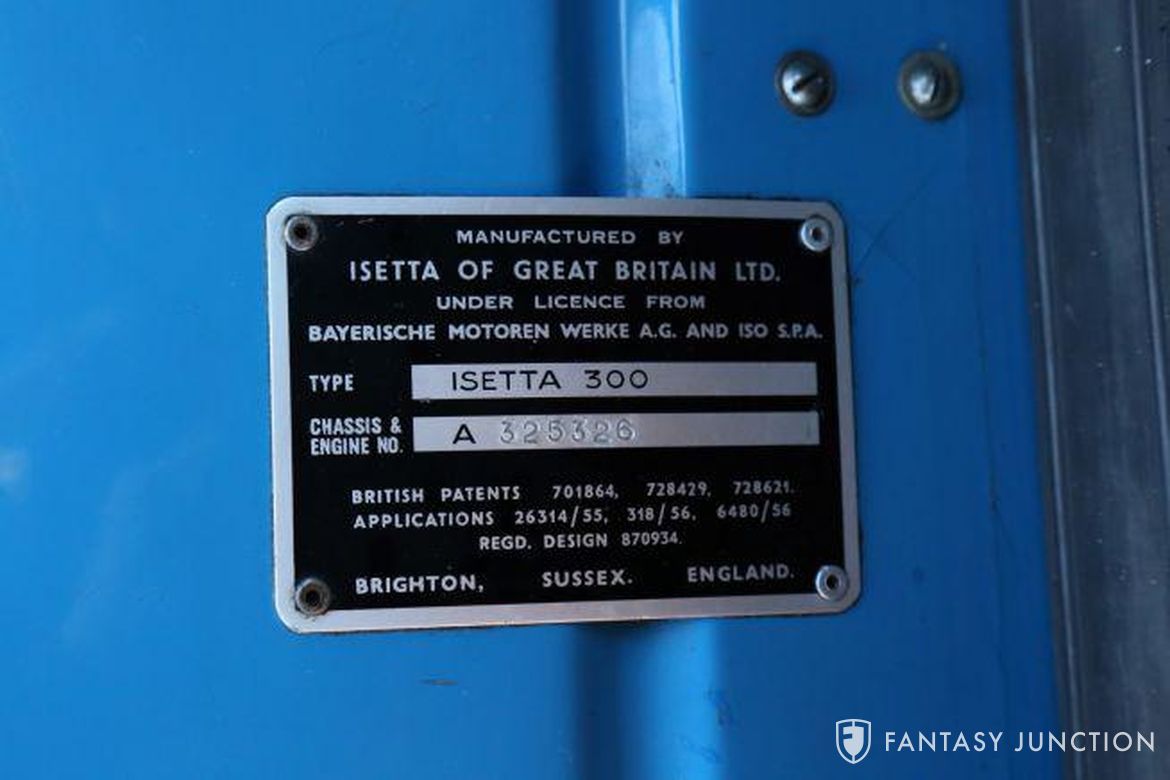 MANUFACTURED BY
ISETTA OF GREAT BRITAIN LTD.
UNDER LICENCE FROM
BAYERISCHE MOTOREN WERKE A.G. AND ISO S.P.A.
TYPE ISETTA 300
CHASSIS &
ENGINE NO. A 325326
BRITISH PATENTS 701864, 728429, 728621.
APPLICATIONS 26314/55, 318/56, 6480/56
REGD. DESIGN 870934.
BRIGHTON, SUSSEX. ENGLAND.
FANTASY JUNCTION